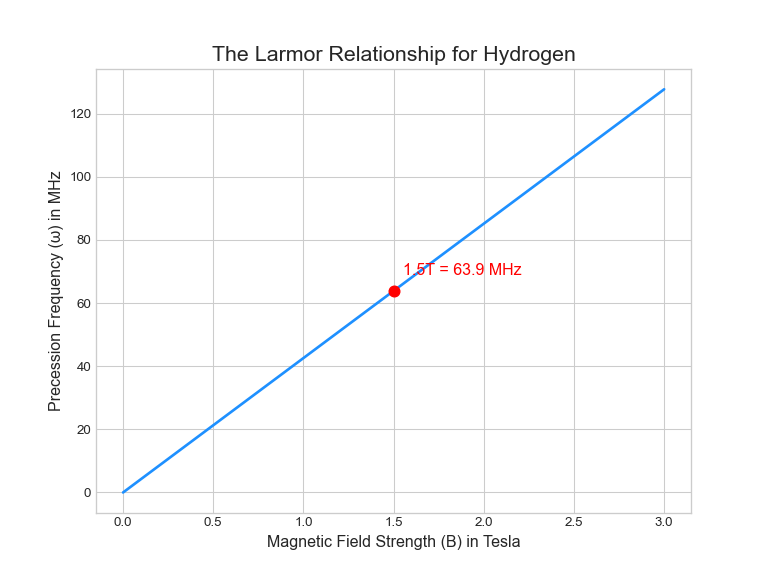 The Larmor Relationship for Hydrogen
120
100
80
60
40
20
0
Precession Frequency (ω) in MHz
1.5T = 63.9 MHz
0.0 0.5 1.0 1.5 2.0 2.5 3.0
Magnetic Field Strength (B) in Tesla